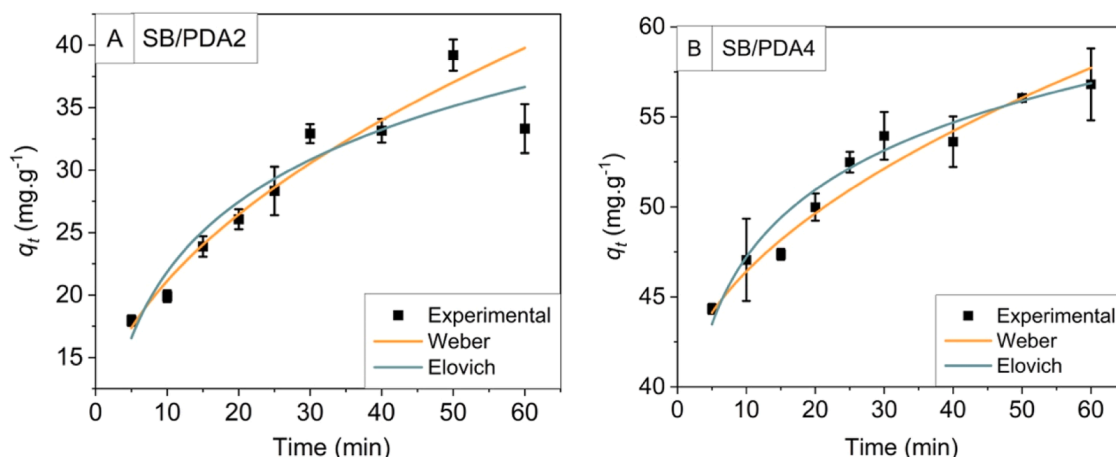 A SB/PDA2
40
35
30
25
20
15
qt (mg.g-1)
Experimental
Weber
Elovich
0 10 20 30 40 50 60
Time (min)
B SB/PDA4
60
55
50
45
40
qt (mg.g-1)
Experimental
Weber
Elovich
0 10 20 30 40 50 60
Time (min)